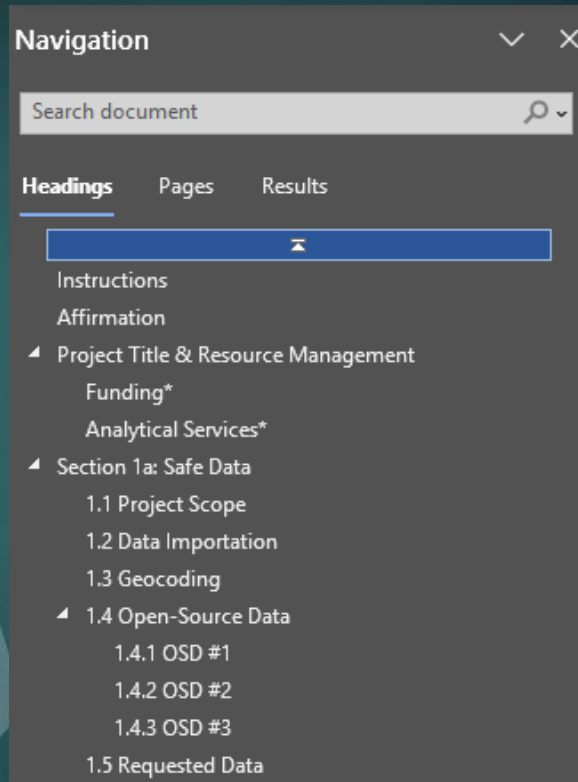 Navigation
Search document
Headings Pages Results
Instructions
Affirmation
Project Title & Resource Management
Funding*
Analytical Services*
Section 1a: Safe Data
1.1 Project Scope
1.2 Data Importation
1.3 Geocoding
1.4 Open-Source Data
1.4.1 OSD #1
1.4.2 OSD #2
1.4.3 OSD #3
1.5 Requested Data